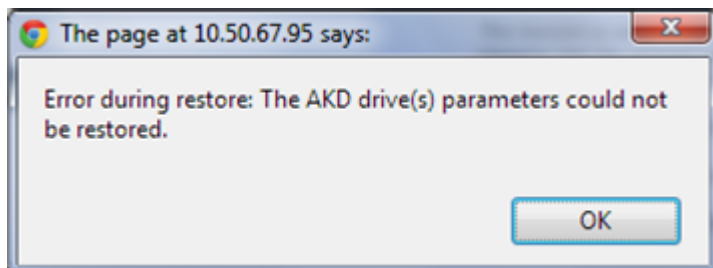 The page at 10.50.67.95 says:
Error during restore: The AKD drive(s) parameters could not
be restored.
OK